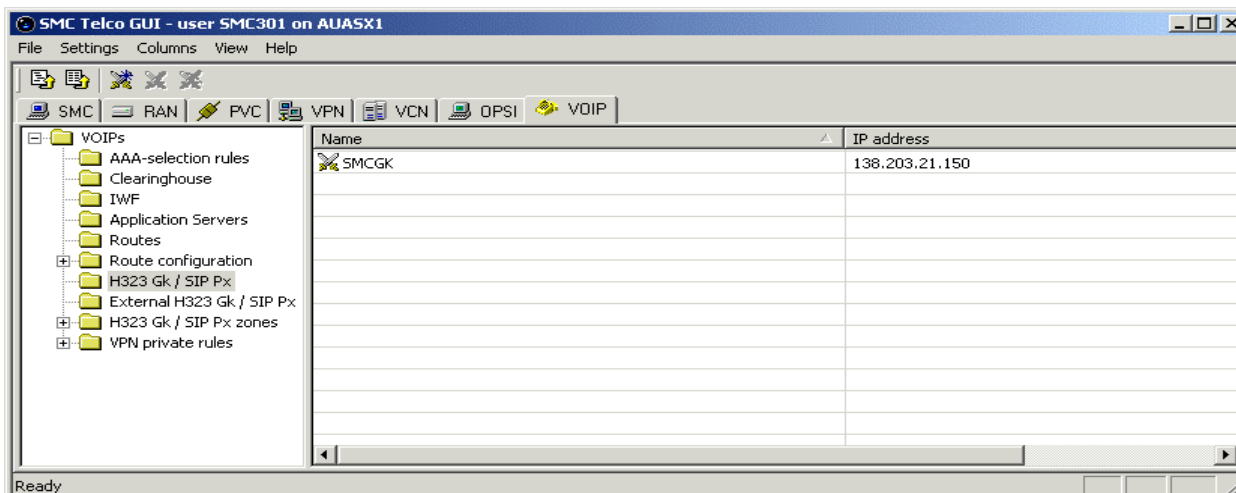 SMC Telco GUI - user SMC301 on AUASX1
File Settings Columns View Help
SMC RAN PVC VPN VCN OPSI VOIP
VOIPs
AAA-selection rules
Clearinghouse
IWF
Application Servers
Routes
Route configuration
H323 Gk / SIP Px
External H323 Gk / SIP Px
H323 Gk / SIP Px zones
VPN private rules
Name IP address
SMCGK 138.203.21.150
Ready